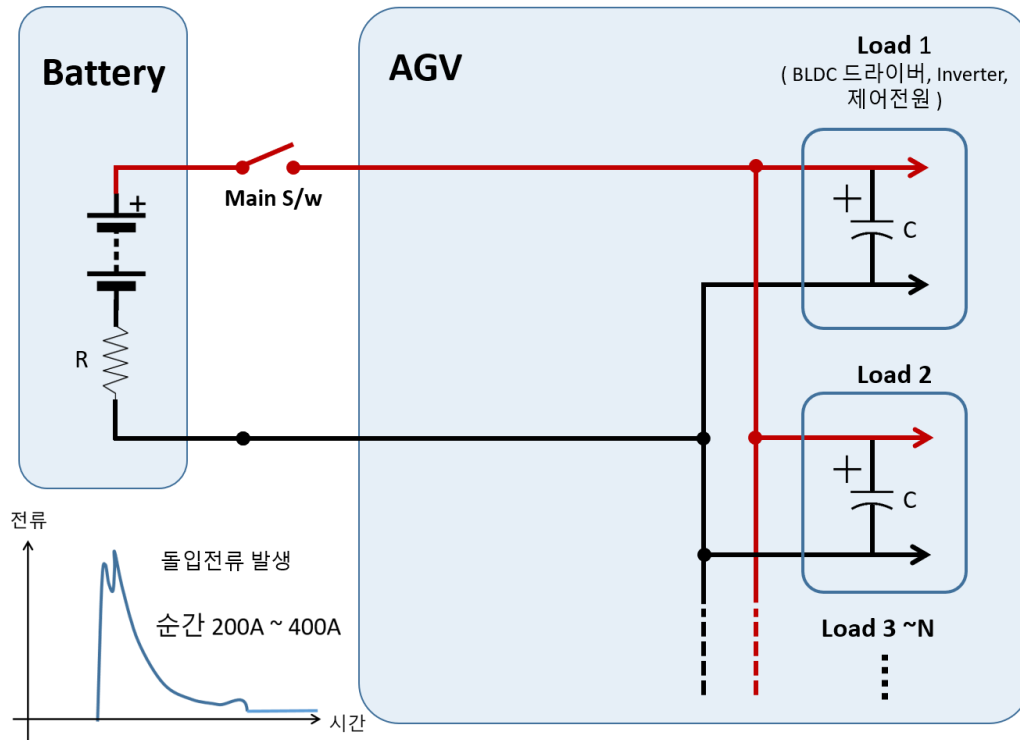 Battery
AGV
Load 1
( BLDC 드라이버, Inverter,
제어전원 )
Main S/w
+
+
C
R
Load 2
+
C
전류
돌입전류 발생
순간 200A ~ 400A
Load 3 ~N
시간